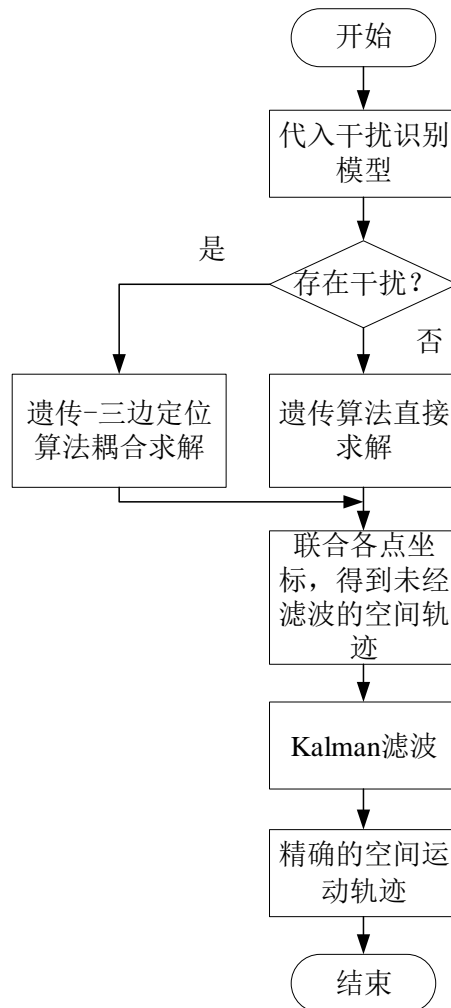 开始
代入干扰识别
模型
是
存在干扰？
否
遗传-三边定位
算法耦合求解
遗传算法直接
求解
联合各点坐
标，得到未经
滤波的空间轨
迹
Kalman滤波
精确的空间运
动轨迹
结束